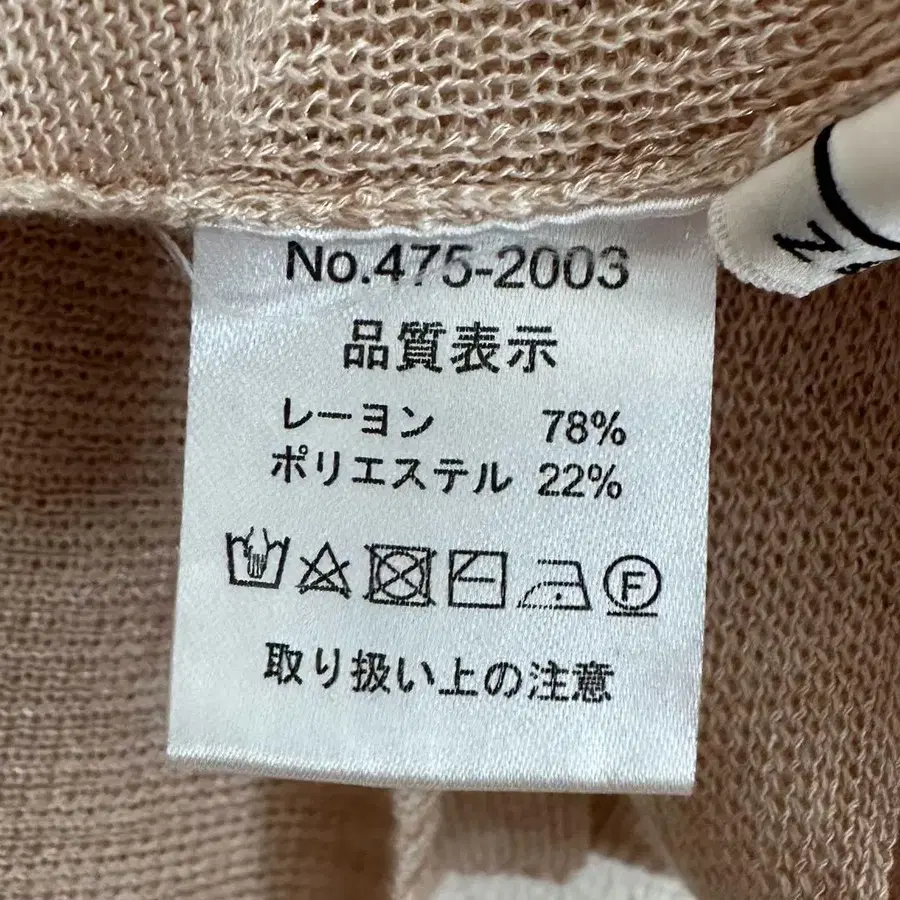 No.475-2003
品質表示
レーヨン 78%
ポリエステル 22%
F
取り扱い上の注意
N